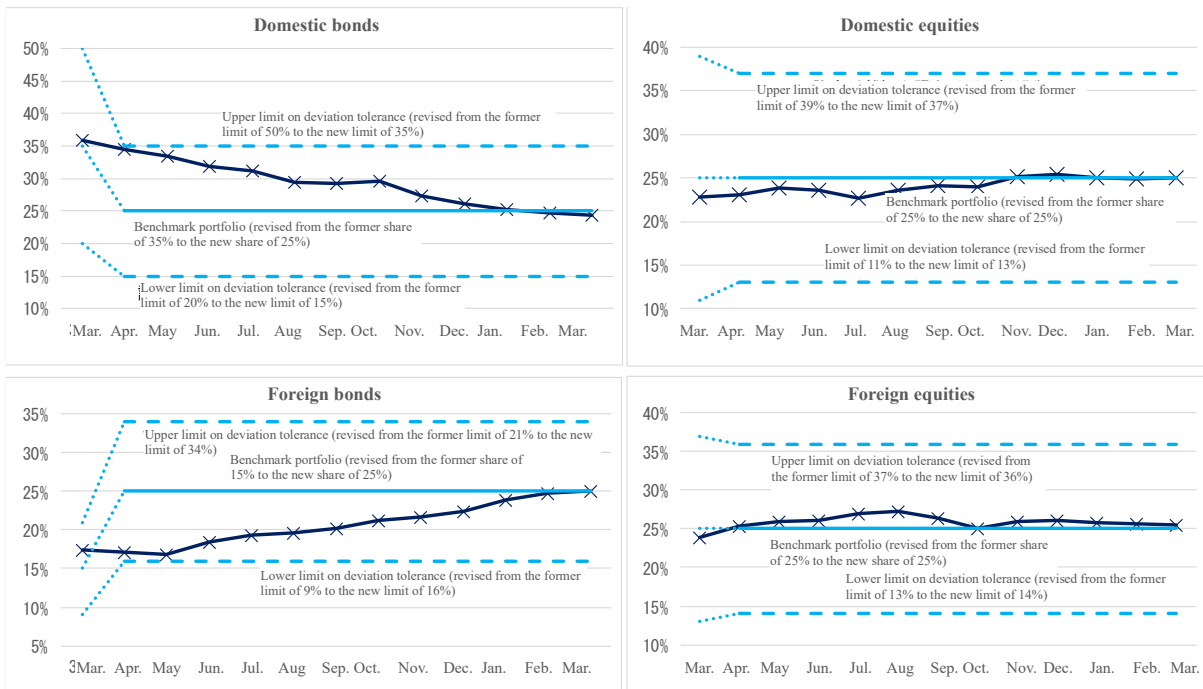 Domestic bonds
50%
45%
40%
35%
30%
25%
20%
15%
10%
Upper limit on deviation tolerance (revised from the former
limit of 50% to the new limit of 35%)
Benchmark portfolio (revised from the former share
of 35% to the new share of 25%)
Lower limit on deviation tolerance (revised from the former
limit of 20% to the new limit of 15%)
Mar. Apr. May Jun. Jul. Aug Sep. Oct. Nov. Dec. Jan. Feb. Mar.
Domestic equities
40%
35%
30%
25%
20%
15%
10%
Upper limit on deviation tolerance (revised from the former
limit of 39% to the new limit of 37%)
Benchmark portfolio (revised from the former share of
25% to the new share of 25%)
Lower limit on deviation tolerance (revised from the former
limit of 11% to the new limit of 13%)
Mar. Apr. May Jun. Jul. Aug Sep. Oct. Nov. Dec. Jan. Feb. Mar.
Foreign bonds
35%
30%
25%
20%
15%
10%
5%
Upper limit on deviation tolerance (revised from the former limit of 21% to the new
limit of 34%)
Benchmark portfolio (revised from the former share of
15% to the new share of 25%)
Lower limit on deviation tolerance (revised from the former
limit of 9% to the new limit of 16%)
Mar. Apr. May Jun. Jul. Aug Sep. Oct. Nov. Dec. Jan. Feb. Mar.
Foreign equities
40%
35%
30%
25%
20%
15%
10%
Upper limit on deviation tolerance (revised from
the former limit of 37% to the new limit of 36%)
Benchmark portfolio (revised from the former share
of 25% to the new share of 25%)
Lower limit on deviation tolerance (revised from the former
limit of 13% to the new limit of 14%)
Mar. Apr. May Jun. Jul. Aug Sep. Oct. Nov. Dec. Jan. Feb. Mar.